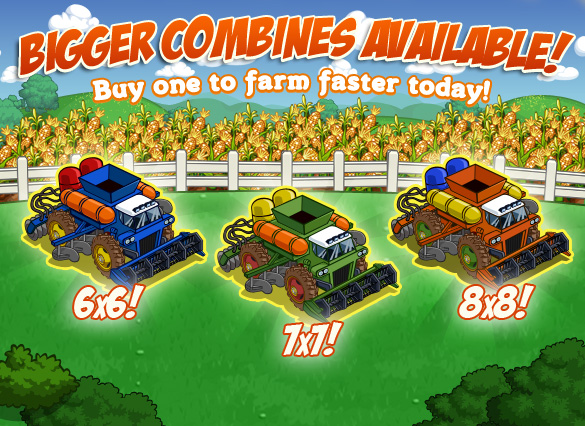 BIGGER COMBINES AVAILABLE!
Buy one to farm faster today!
6x6!
7x7!
8x8!